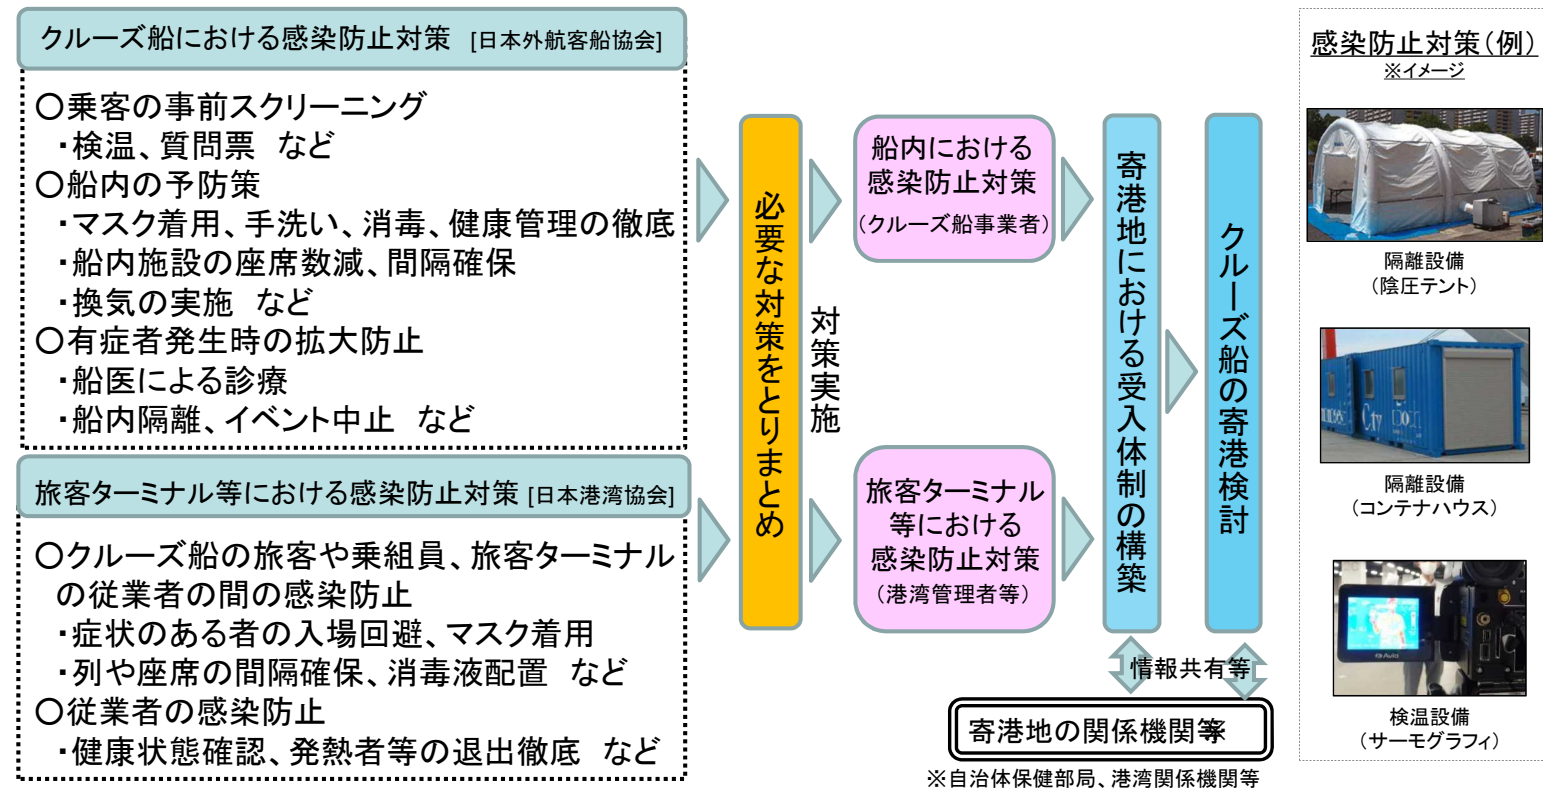 クルーズ船における感染防止対策 [日本外航客船協会]
○乗客の事前スクリーニング
・検温、質問票 など
○船内の予防策
・マスク着用、手洗い、消毒、健康管理の徹底
・船内施設の座席数減、間隔確保
・換気の実施 など
○有症者発生時の拡大防止
・船医による診療
・船内隔離、イベント中止 など
旅客ターミナル等における感染防止対策 [日本港湾協会]
○クルーズ船の旅客や乗組員、旅客ターミナル
の従業者の間の感染防止
・症状のある者の入場回避、マスク着用
・列や座席の間隔確保、消毒液配置 など
○従業者の感染防止
・健康状態確認、発熱者等の退出徹底 など
必要な対策をとりまとめ
対策実施
船内における
感染防止対策
（クルーズ船事業者）
旅客ターミナル
等における
感染防止対策
（港湾管理者等）
寄港地における受入体制の構築
クルーズ船の寄港検討
情報共有等
寄港地の関係機関等※
※自治体保健部局、港湾関係機関等
感染防止対策（例）
※イメージ
隔離設備
（陰圧テント）
隔離設備
（コンテナハウス）
検温設備
（サーモグラフィ）